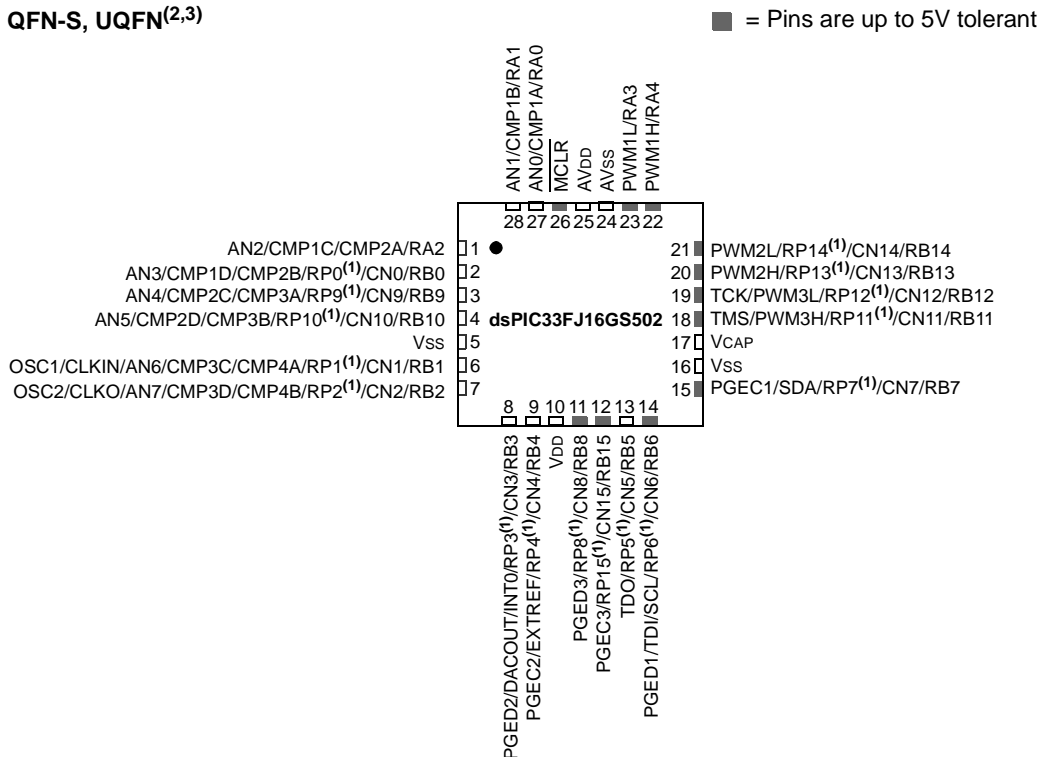 QFN-S, UQFN(2,3)
= Pins are up to 5V tolerant
AN1/CMP1B/RA1
AN0/CMP1A/RA0
MCLR
AVDD
AVSS
PWM1L/RA3
PWM1H/RA4
28 27 26 25 24 23 22
AN2/CMP1C/CMP2A/RA2 1
AN3/CMP1D/CMP2B/RP0(1)/CN0/RB0 2
AN4/CMP2C/CMP3A/RP9(1)/CN9/RB9 3
AN5/CMP2D/CMP3B/RP10(1)/CN10/RB10 4
VSS 5
OSC1/CLKIN/AN6/CMP3C/CMP4A/RP1(1)/CN1/RB1 6
OSC2/CLKO/AN7/CMP3D/CMP4B/RP2(1)/CN2/RB2 7
dsPIC33FJ16GS502
21 PWM2L/RP14(1)/CN14/RB14
20 PWM2H/RP13(1)/CN13/RB13
19 TCK/PWM3L/RP12(1)/CN12/RB12
18 TMS/PWM3H/RP11(1)/CN11/RB11
17 VCAP
16 VSS
15 PGEC1/SDA/RP7(1)/CN7/RB7
8 9 10 11 12 13 14
PGED2/DACOUT/INT0/RP3(1)/CN3/RB3
PGEC2/EXTREF/RP4(1)/CN4/RB4
VDD
PGED3/RP8(1)/CN8/RB8
PGEC3/RP15(1)/CN15/RB15
TDO/RP5(1)/CN5/RB5
PGED1/TDI/SCL/RP6(1)/CN6/RB6